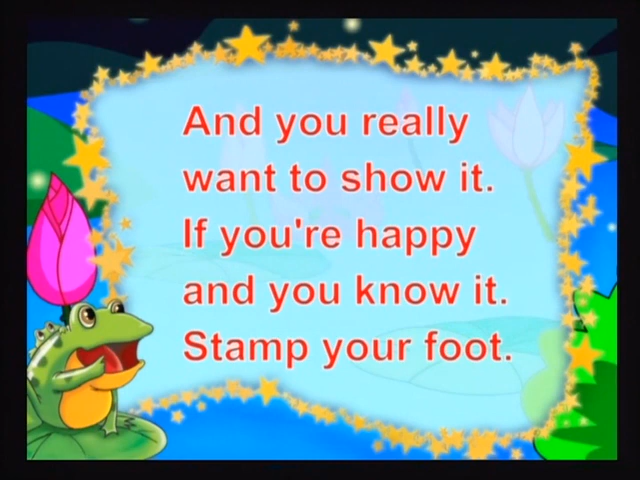 And you really
want to show it.
If you're happy
and you know it.
Stamp your foot.